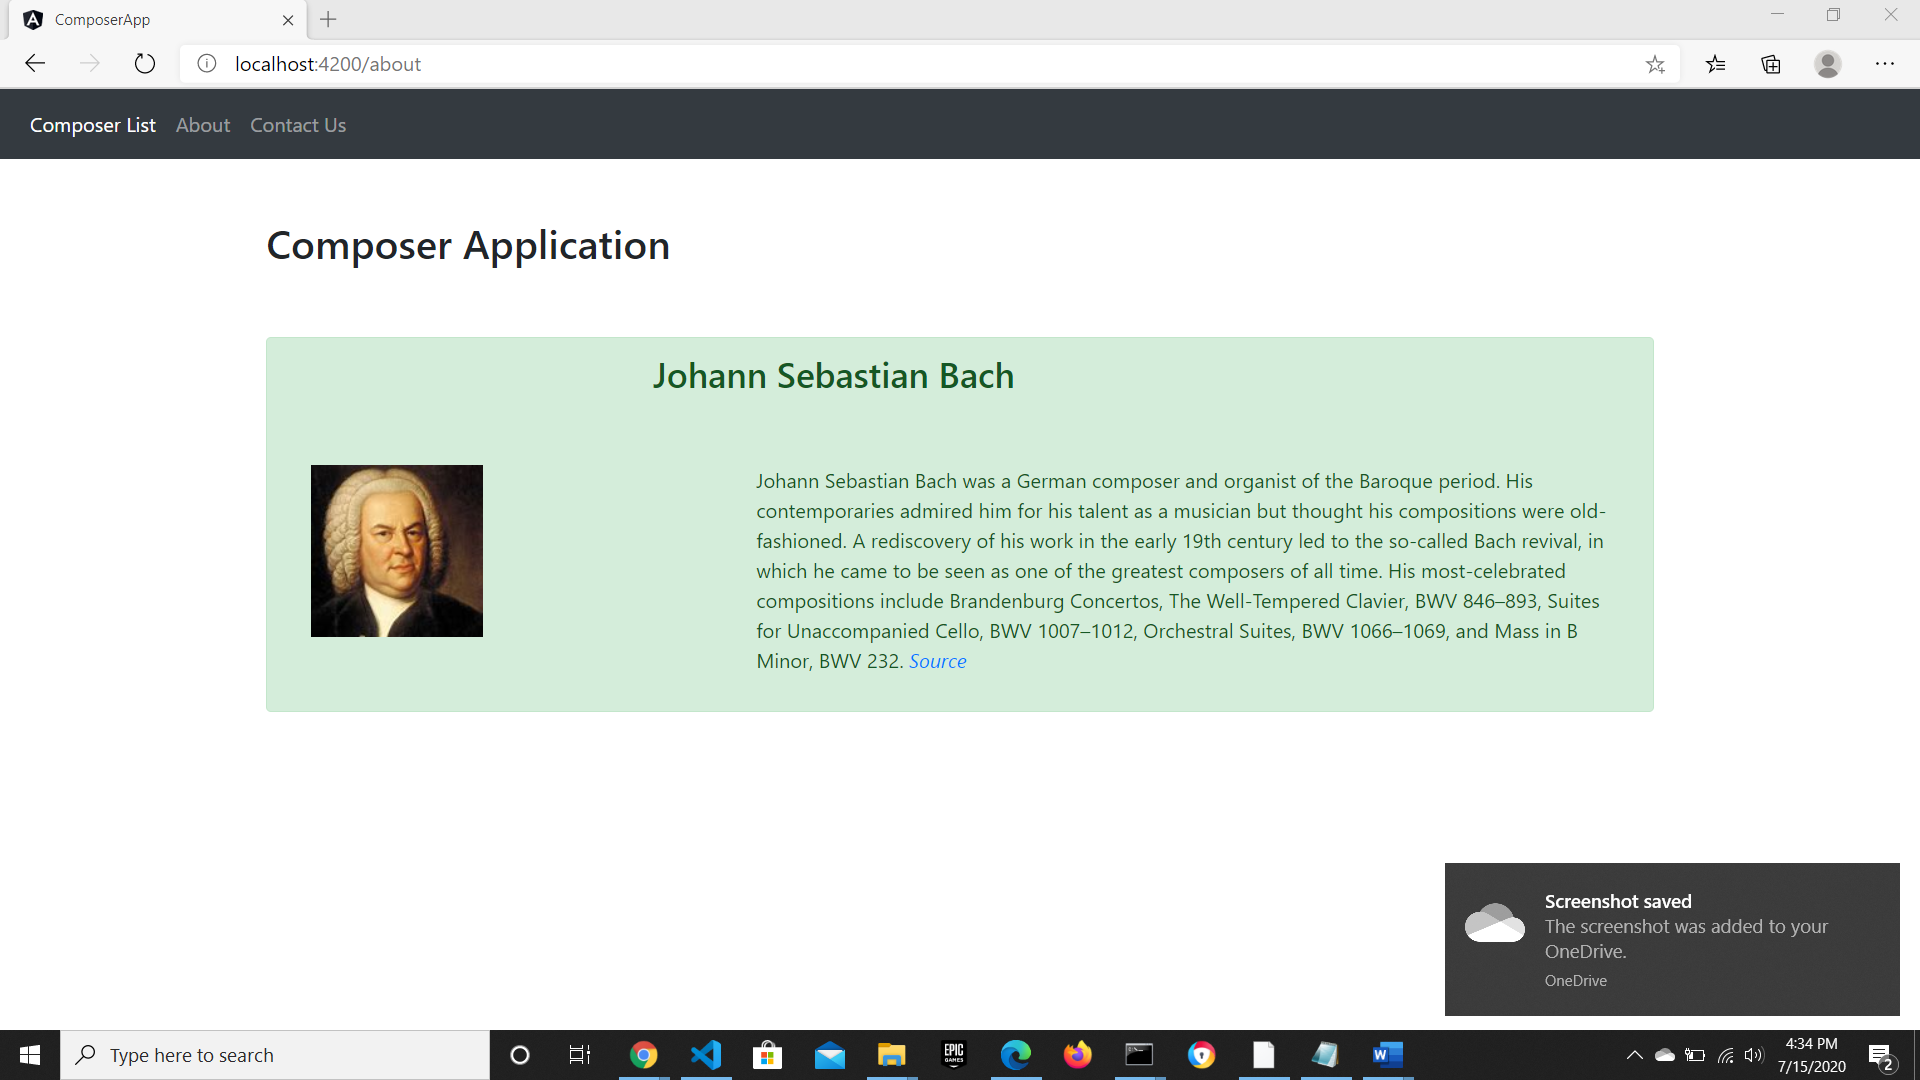 ComposerApp
localhost:4200/about
Composer List About Contact Us
Composer Application
Johann Sebastian Bach
Johann Sebastian Bach was a German composer and organist of the Baroque period. His
contemporaries admired him for his talent as a musician but thought his compositions were old-
fashioned. A rediscovery of his work in the early 19th century led to the so-called Bach revival, in
which he came to be seen as one of the greatest composers of all time. His most-celebrated
compositions include Brandenburg Concertos, The Well-Tempered Clavier, BWV 846–893, Suites
for Unaccompanied Cello, BWV 1007–1012, Orchestral Suites, BWV 1066–1069, and Mass in B
Minor, BWV 232. Source
Screenshot saved
The screenshot was added to your
OneDrive.
OneDrive
Type here to search
EPIC
GAMES
4:34 PM
7/15/2020
2